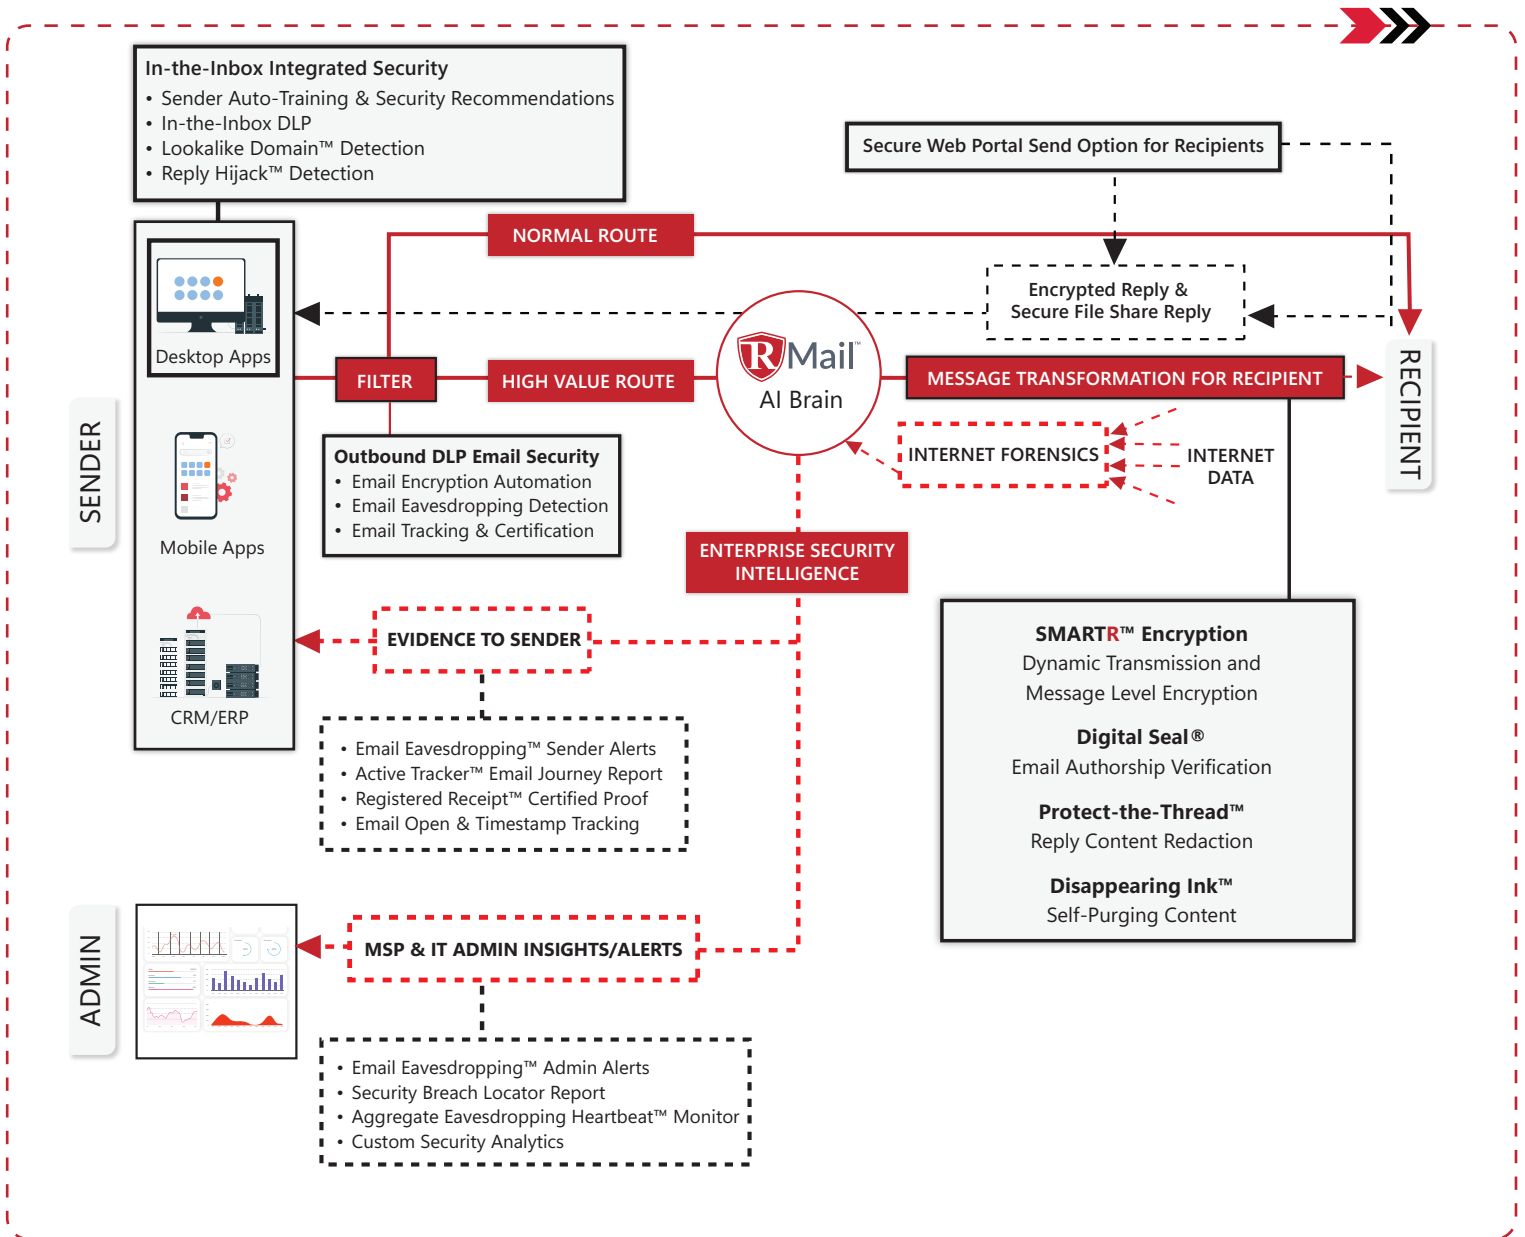 In-the-Inbox Integrated Security
• Sender Auto-Training & Security Recommendations
• In-the-Inbox DLP
• Lookalike Domain™ Detection
• Reply Hijack™ Detection
Secure Web Portal Send Option for Recipients
NORMAL ROUTE
Encrypted Reply &
Secure File Share Reply
Desktop Apps
FILTER
HIGH VALUE ROUTE
RMail™
AI Brain
MESSAGE TRANSFORMATION FOR RECIPIENT
RECIPIENT
SENDER
Outbound DLP Email Security
• Email Encryption Automation
• Email Eavesdropping Detection
• Email Tracking & Certification
INTERNET FORENSICS
INTERNET
DATA
Mobile Apps
ENTERPRISE SECURITY
INTELLIGENCE
EVIDENCE TO SENDER
CRM/ERP
• Email Eavesdropping™ Sender Alerts
• Active Tracker™ Email Journey Report
• Registered Receipt™ Certified Proof
• Email Open & Timestamp Tracking
SMARTR™ Encryption
Dynamic Transmission and
Message Level Encryption
Digital Seal®
Email Authorship Verification
Protect-the-Thread™
Reply Content Redaction
Disappearing Ink™
Self-Purging Content
ADMIN
MSP & IT ADMIN INSIGHTS/ALERTS
• Email Eavesdropping™ Admin Alerts
• Security Breach Locator Report
• Aggregate Eavesdropping Heartbeat™ Monitor
• Custom Security Analytics